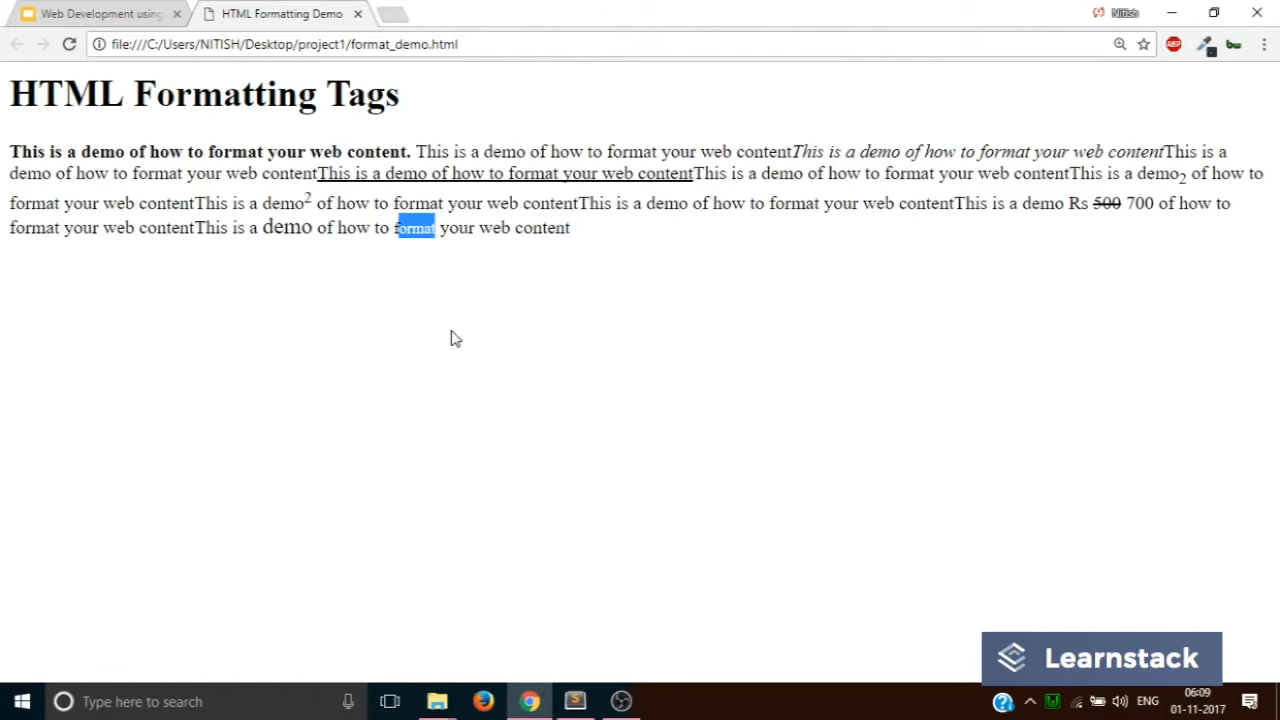 Web Development using
HTML Formatting Demo
Nitish
file:///C:/Users/NITISH/Desktop/project1/format_demo.html
ABP
HTML Formatting Tags
This is a demo of how to format your web content. This is a demo of how to format your web contentThis is a demo of how to format your web contentThis is a
demo of how to format your web contentThis is a demo of how to format your web contentThis is a demo of how to format your web contentThis is a demo2 of how to
format your web contentThis is a demo2 of how to format your web contentThis is a demo of how to format your web contentThis is a demo Rs 500 700 of how to
format your web contentThis is a demo of how to format your web content
Learnstack
Type here to search
ENG
06:09
01-11-2017